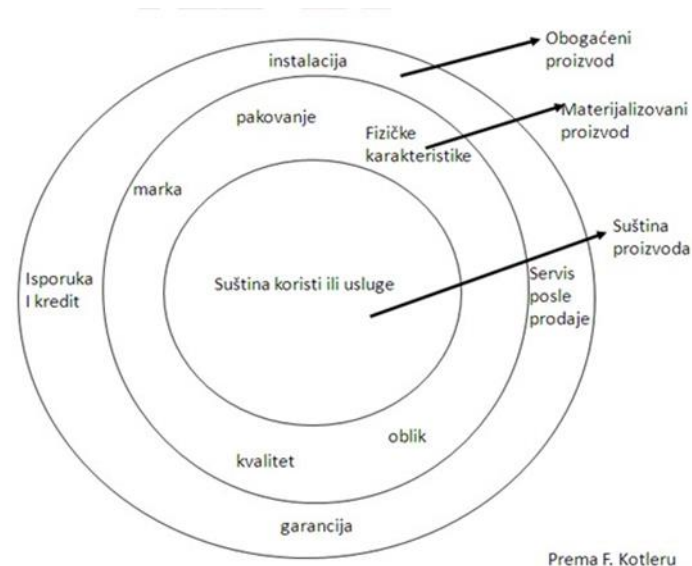 Obogaćeni
proizvod
instalacija
pakovanje
Materijalizovani
proizvod
Fizičke
karakteristike
marka
Suština
proizvoda
Isporuka
I kredit
Suština koristi ili usluge
Servis
posle
prodaje
oblik
kvalitet
garancija
Prema F. Kotleru